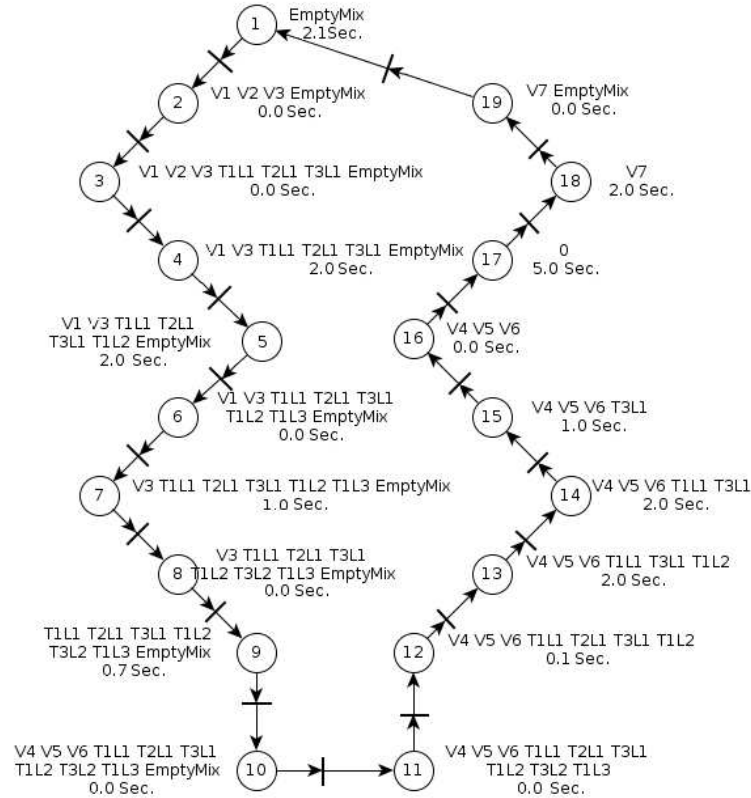 1
EmptyMix
2.1Sec.
2
V1 V2 V3 EmptyMix
0.0 Sec.
19
V7 EmptyMix
0.0 Sec.
3
V1 V2 V3 T1L1 T2L1 T3L1 EmptyMix
0.0 Sec.
18
V7
2.0 Sec.
4
V1 V3 T1L1 T2L1 T3L1 EmptyMix
2.0 Sec.
17
0
5.0 Sec.
V1 V3 T1L1 T2L1
T3L1 T1L2 EmptyMix
2.0 Sec.
5
16
V4 V5 V6
0.0 Sec.
6
V1 V3 T1L1 T2L1 T3L1
T1L2 T1L3 EmptyMix
0.0 Sec.
15
V4 V5 V6 T3L1
1.0 Sec.
7
V3 T1L1 T2L1 T3L1 T1L2 T1L3 EmptyMix
1.0 Sec.
14
V4 V5 V6 T1L1 T3L1
2.0 Sec.
8
V3 T1L1 T2L1 T3L1
T1L2 T3L2 T1L3 EmptyMix
0.0 Sec.
13
V4 V5 V6 T1L1 T3L1 T1L2
2.0 Sec.
T1L1 T2L1 T3L1 T1L2
T3L2 T1L3 EmptyMix
0.7 Sec.
9
12
V4 V5 V6 T1L1 T2L1 T3L1 T1L2
0.1 Sec.
V4 V5 V6 T1L1 T2L1 T3L1
T1L2 T3L2 T1L3 EmptyMix
0.0 Sec.
10
11
V4 V5 V6 T1L1 T2L1 T3L1
T1L2 T3L2 T1L3
0.0 Sec.